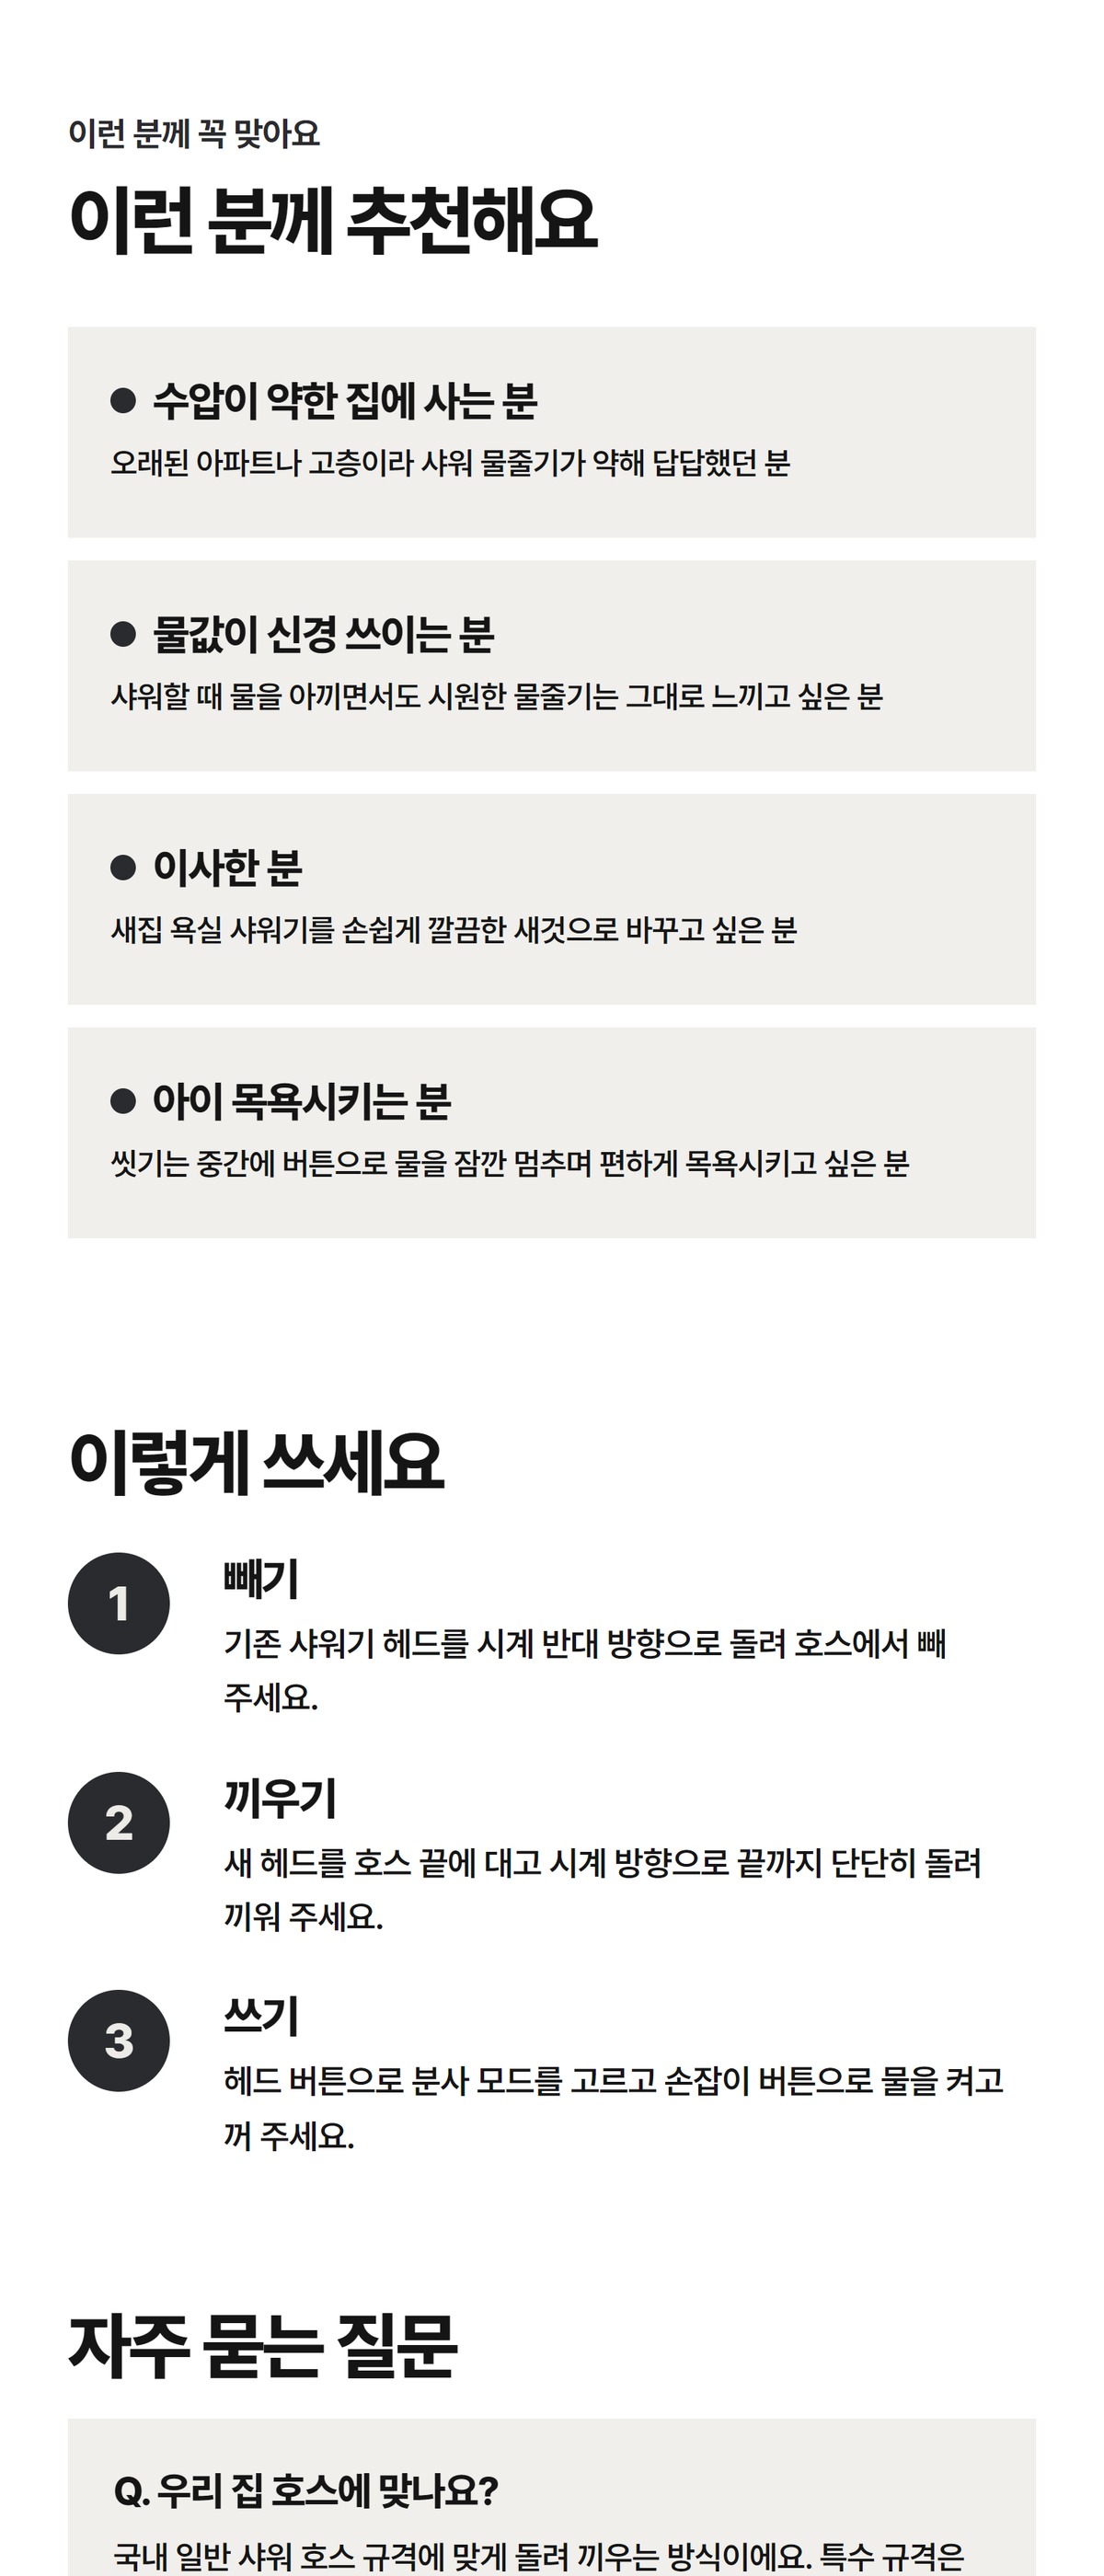 이런 분께 꼭 맞아요
이런 분께 추천해요
수압이 약한 집에 사는 분
오래된 아파트나 고층이라 샤워 물줄기가 약해 답답했던 분
물값이 신경 쓰이는 분
샤워할 때 물을 아끼면서도 시원한 물줄기는 그대로 느끼고 싶은 분
이사한 분
새집 욕실 샤워기를 손쉽게 깔끔한 새것으로 바꾸고 싶은 분
아이 목욕시키는 분
씻기는 중간에 버튼으로 물을 잠깐 멈추며 편하게 목욕시키고 싶은 분
이렇게 쓰세요
1
빼기
기존 샤워기 헤드를 시계 반대 방향으로 돌려 호스에서 빼
주세요.
2
끼우기
새 헤드를 호스 끝에 대고 시계 방향으로 끝까지 단단히 돌려
끼워 주세요.
3
쓰기
헤드 버튼으로 분사 모드를 고르고 손잡이 버튼으로 물을 켜고
꺼 주세요.
자주 묻는 질문
Q. 우리 집 호스에 맞나요?
국내 일반 샤워 호스 규격에 맞게 돌려 끼우는 방식이에요. 특수 규격은